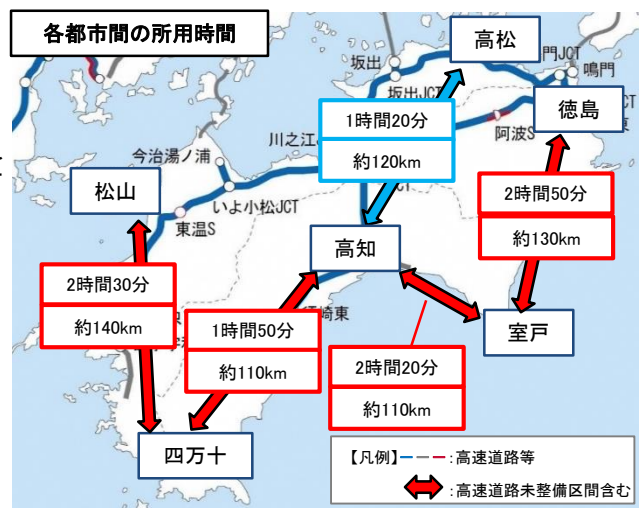 各都市間の所用時間
高松
坂出
門JCT
鳴門
坂出JCT
徳島
1時間20分
約120km
阿波S
川之江
今治湯ノ浦
松山
いよ小松JCT
東温S
高知
2時間50分
約130km
2時間30分
約140km
1時間50分
約110km
須崎東
室戸
2時間20分
約110km
四万十
【凡例】 :高速道路等
:高速道路未整備区間含む